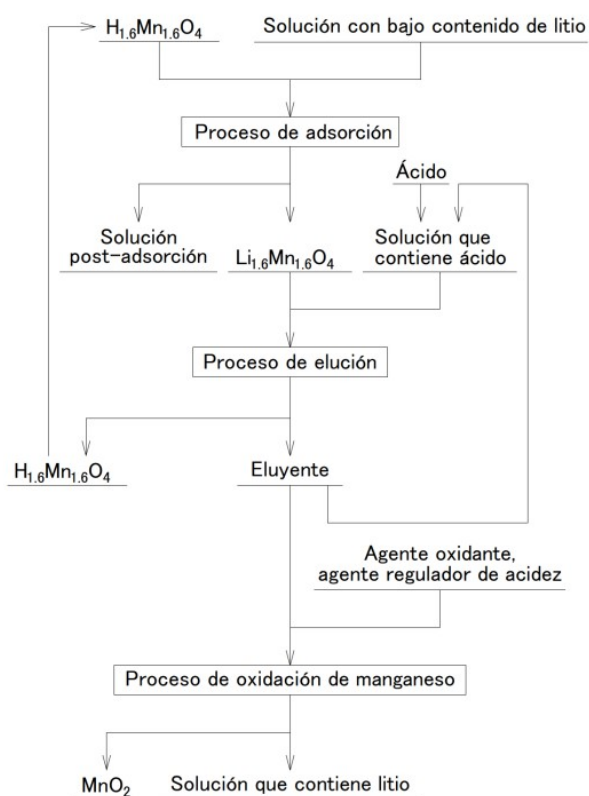 H₁.₆Mn₁.₆O₄
Solución con bajo contenido de litio
Proceso de adsorción
Ácido
Solución
post-adsorción
Li₁.₆Mn₁.₆O₄
Solución que
contiene ácido
Proceso de elución
H₁.₆Mn₁.₆O₄
Eluyente
Agente oxidante,
agente regulador de acidez
Proceso de oxidación de manganeso
MnO₂
Solución que contiene litio